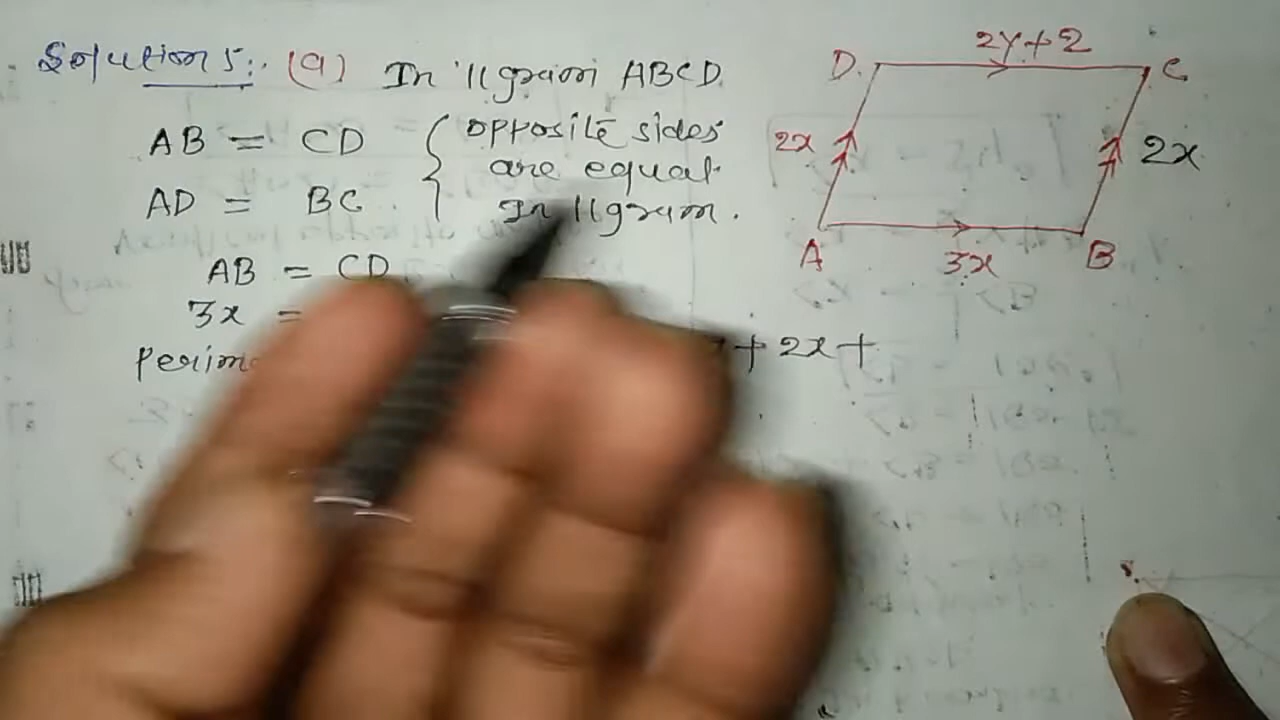 Solution 5:. (a) In ||gram ABCD.
AB = CD { opposite sides
are equal
AD = BC In ||gram.
AB = CD
3x =
+ 2x +
D 2y+2 C
2x 2x
A 3x B